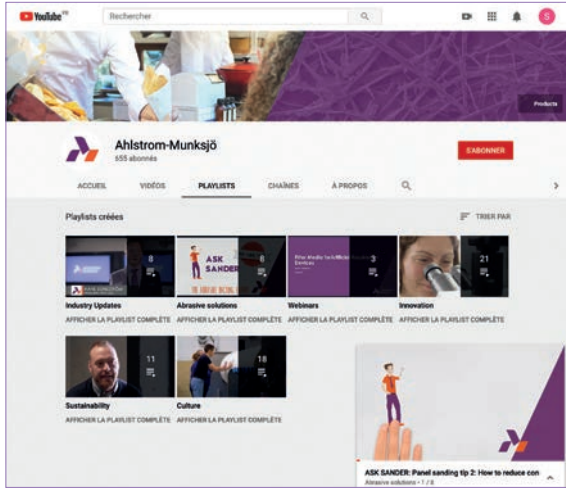 YouTube FR
Rechercher
S
Products
Ahlstrom-Munksjö
655 abonnés
S'ABONNER
ACCUEIL VIDÉOS PLAYLISTS CHAÎNES À PROPOS
Playlists créées
TRIER PAR
8
ASK
SANDER
8
3
21
Industry Updates
Abrasive solutions
Webinars
Innovation
AFFICHER LA PLAYLIST COMPLÈTE
AFFICHER LA PLAYLIST COMPLÈTE
AFFICHER LA PLAYLIST COMPLÈTE
AFFICHER LA PLAYLIST COMPLÈTE
11
18
Sustainability
Culture
AFFICHER LA PLAYLIST COMPLÈTE
AFFICHER LA PLAYLIST COMPLÈTE
ASK SANDER: Panel sanding tip 2: How to reduce con
Abrasive solutions • 1 / 8